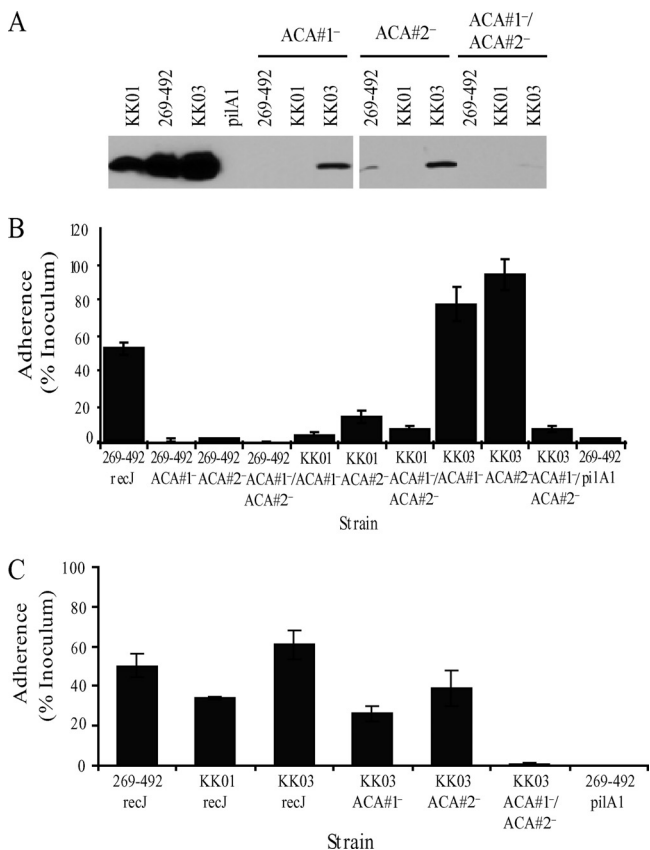 A
ACA#1⁻
ACA#2⁻
ACA#1⁻/
ACA#2⁻
KK01
269-492
KK03
pilA1
269-492
KK01
KK03
269-492
KK01
KK03
269-492
KK01
KK03
B
Adherence
(% Inoculum)
120
100
80
60
40
20
0
269-492
recJ
269-492
ACA#1⁻
269-492
ACA#2⁻
269-492
ACA#1⁻/
ACA#2⁻
KK01
ACA#1⁻
KK01
ACA#2⁻
KK01
ACA#1⁻/
ACA#2⁻
KK03
ACA#1⁻
KK03
ACA#2⁻
KK03
ACA#1⁻/
ACA#2⁻
269-492
pilA1
Strain
C
Adherence
(% Inoculum)
100
80
60
40
20
0
269-492
recJ
KK01
recJ
KK03
recJ
KK03
ACA#1⁻
KK03
ACA#2⁻
KK03
ACA#1⁻/
ACA#2⁻
269-492
pilA1
Strain